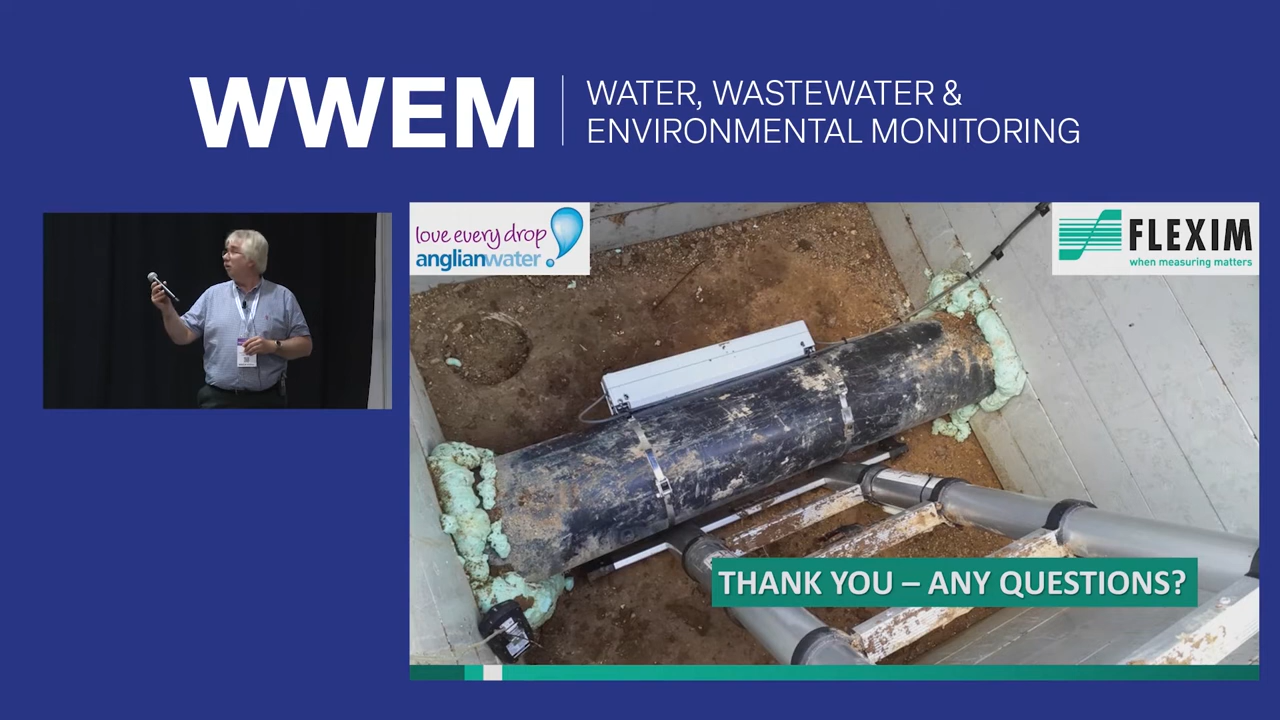 WWEM
WATER, WASTEWATER &
ENVIRONMENTAL MONITORING
love every drop
anglianwater
FLEXIM
when measuring matters
THANK YOU – ANY QUESTIONS?